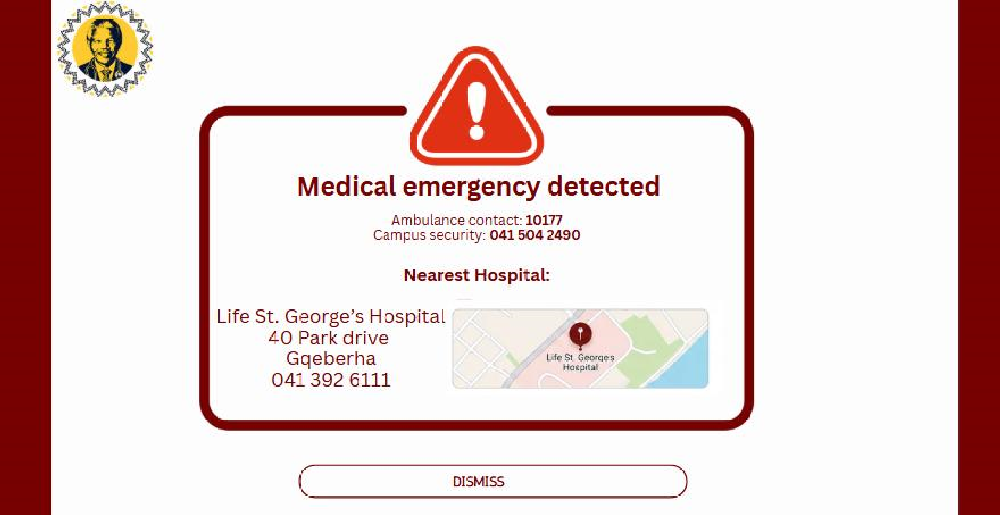 Medical emergency detected
Ambulance contact: 10177
Campus security: 041 504 2490
Nearest Hospital:
Life St. George's Hospital
40 Park drive
Gqeberha
041 392 6111
Life St George's
Hospital
DISMISS